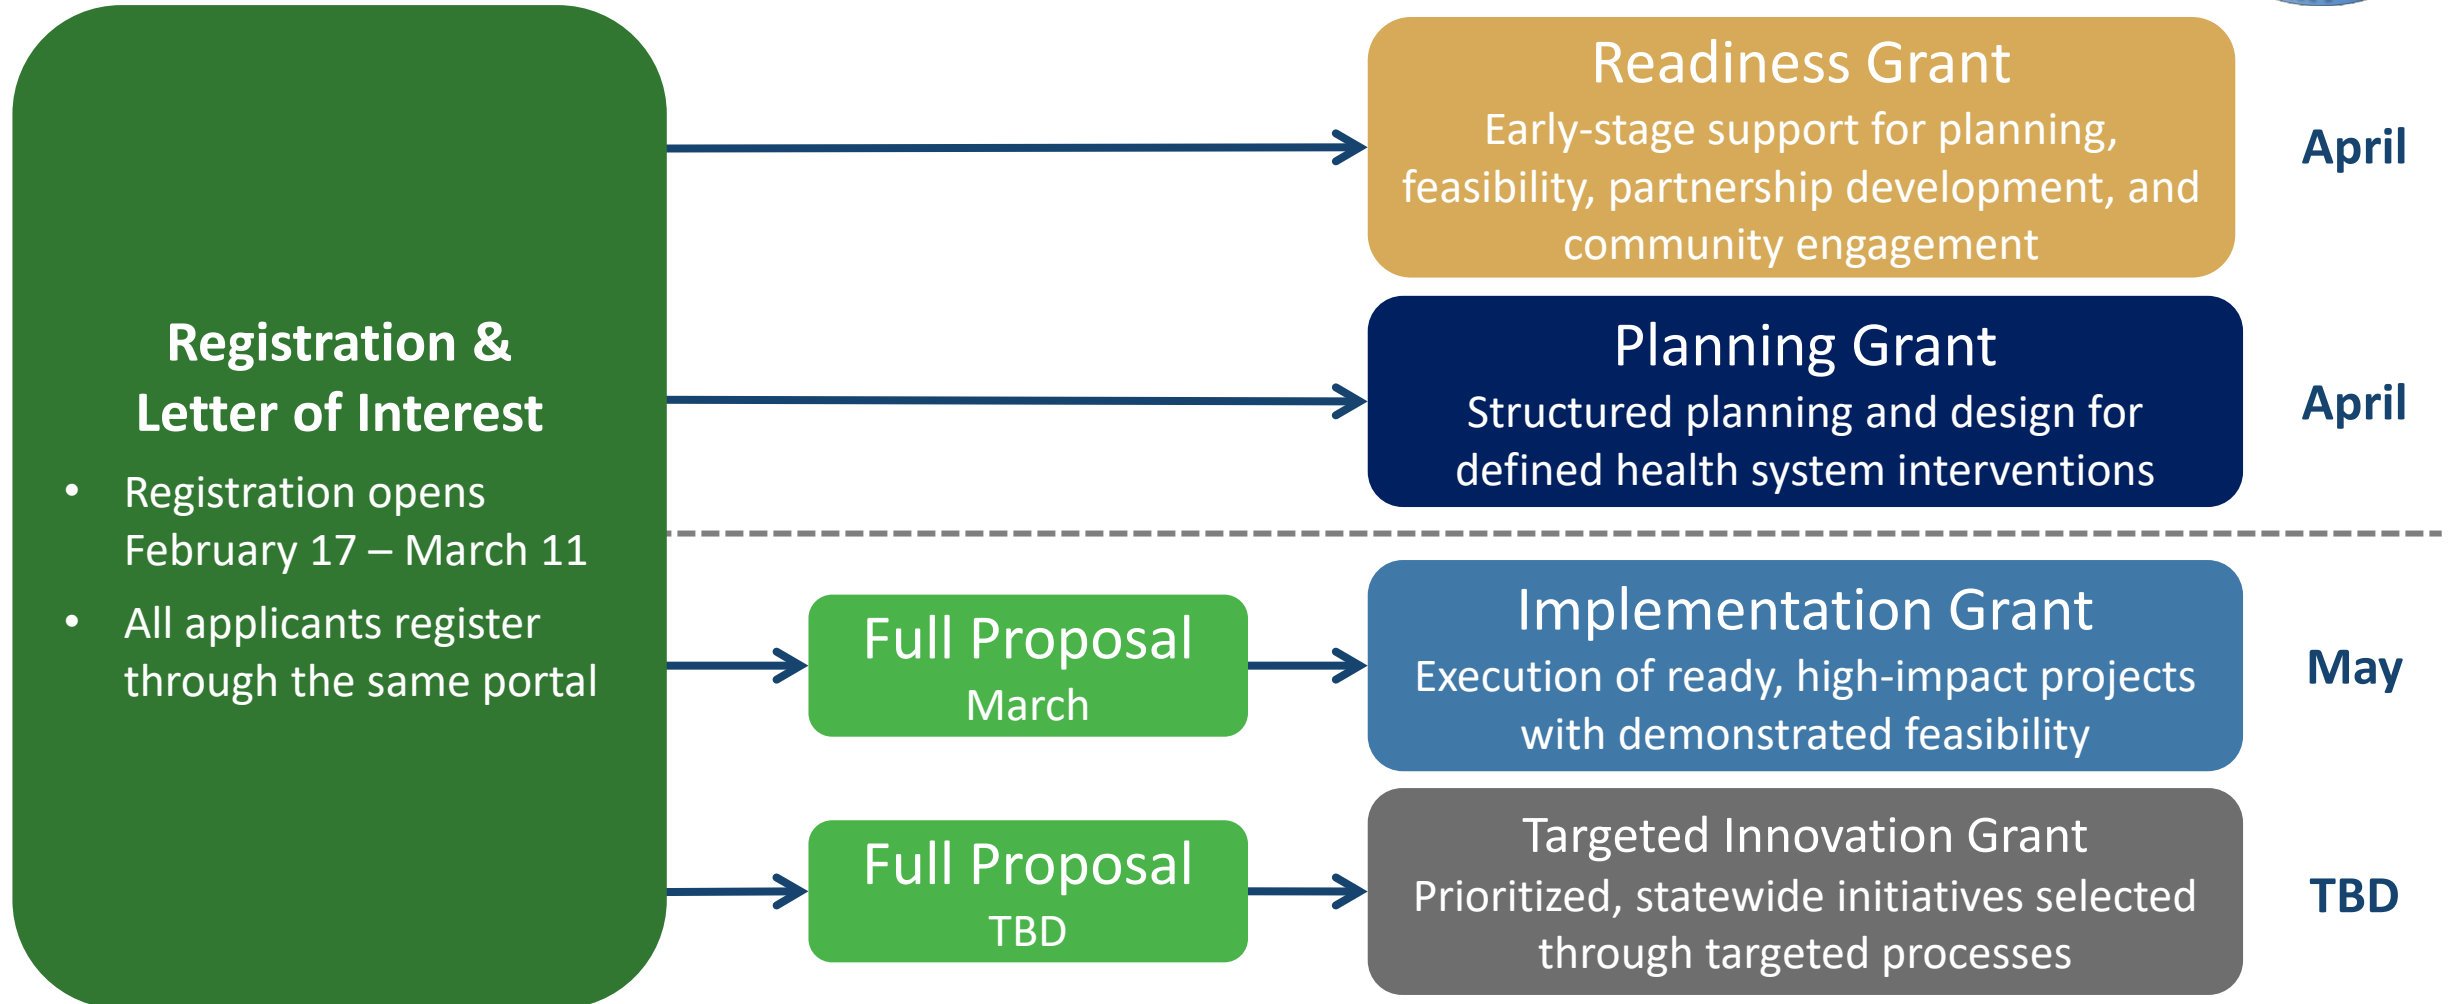 Registration &
Letter of Interest
• Registration opens
February 17 – March 11
• All applicants register
through the same portal
Readiness Grant
Early-stage support for planning,
feasibility, partnership development, and
community engagement
April
Planning Grant
Structured planning and design for
defined health system interventions
April
Full Proposal
March
Implementation Grant
Execution of ready, high-impact projects
with demonstrated feasibility
May
Full Proposal
TBD
Targeted Innovation Grant
Prioritized, statewide initiatives selected
through targeted processes
TBD